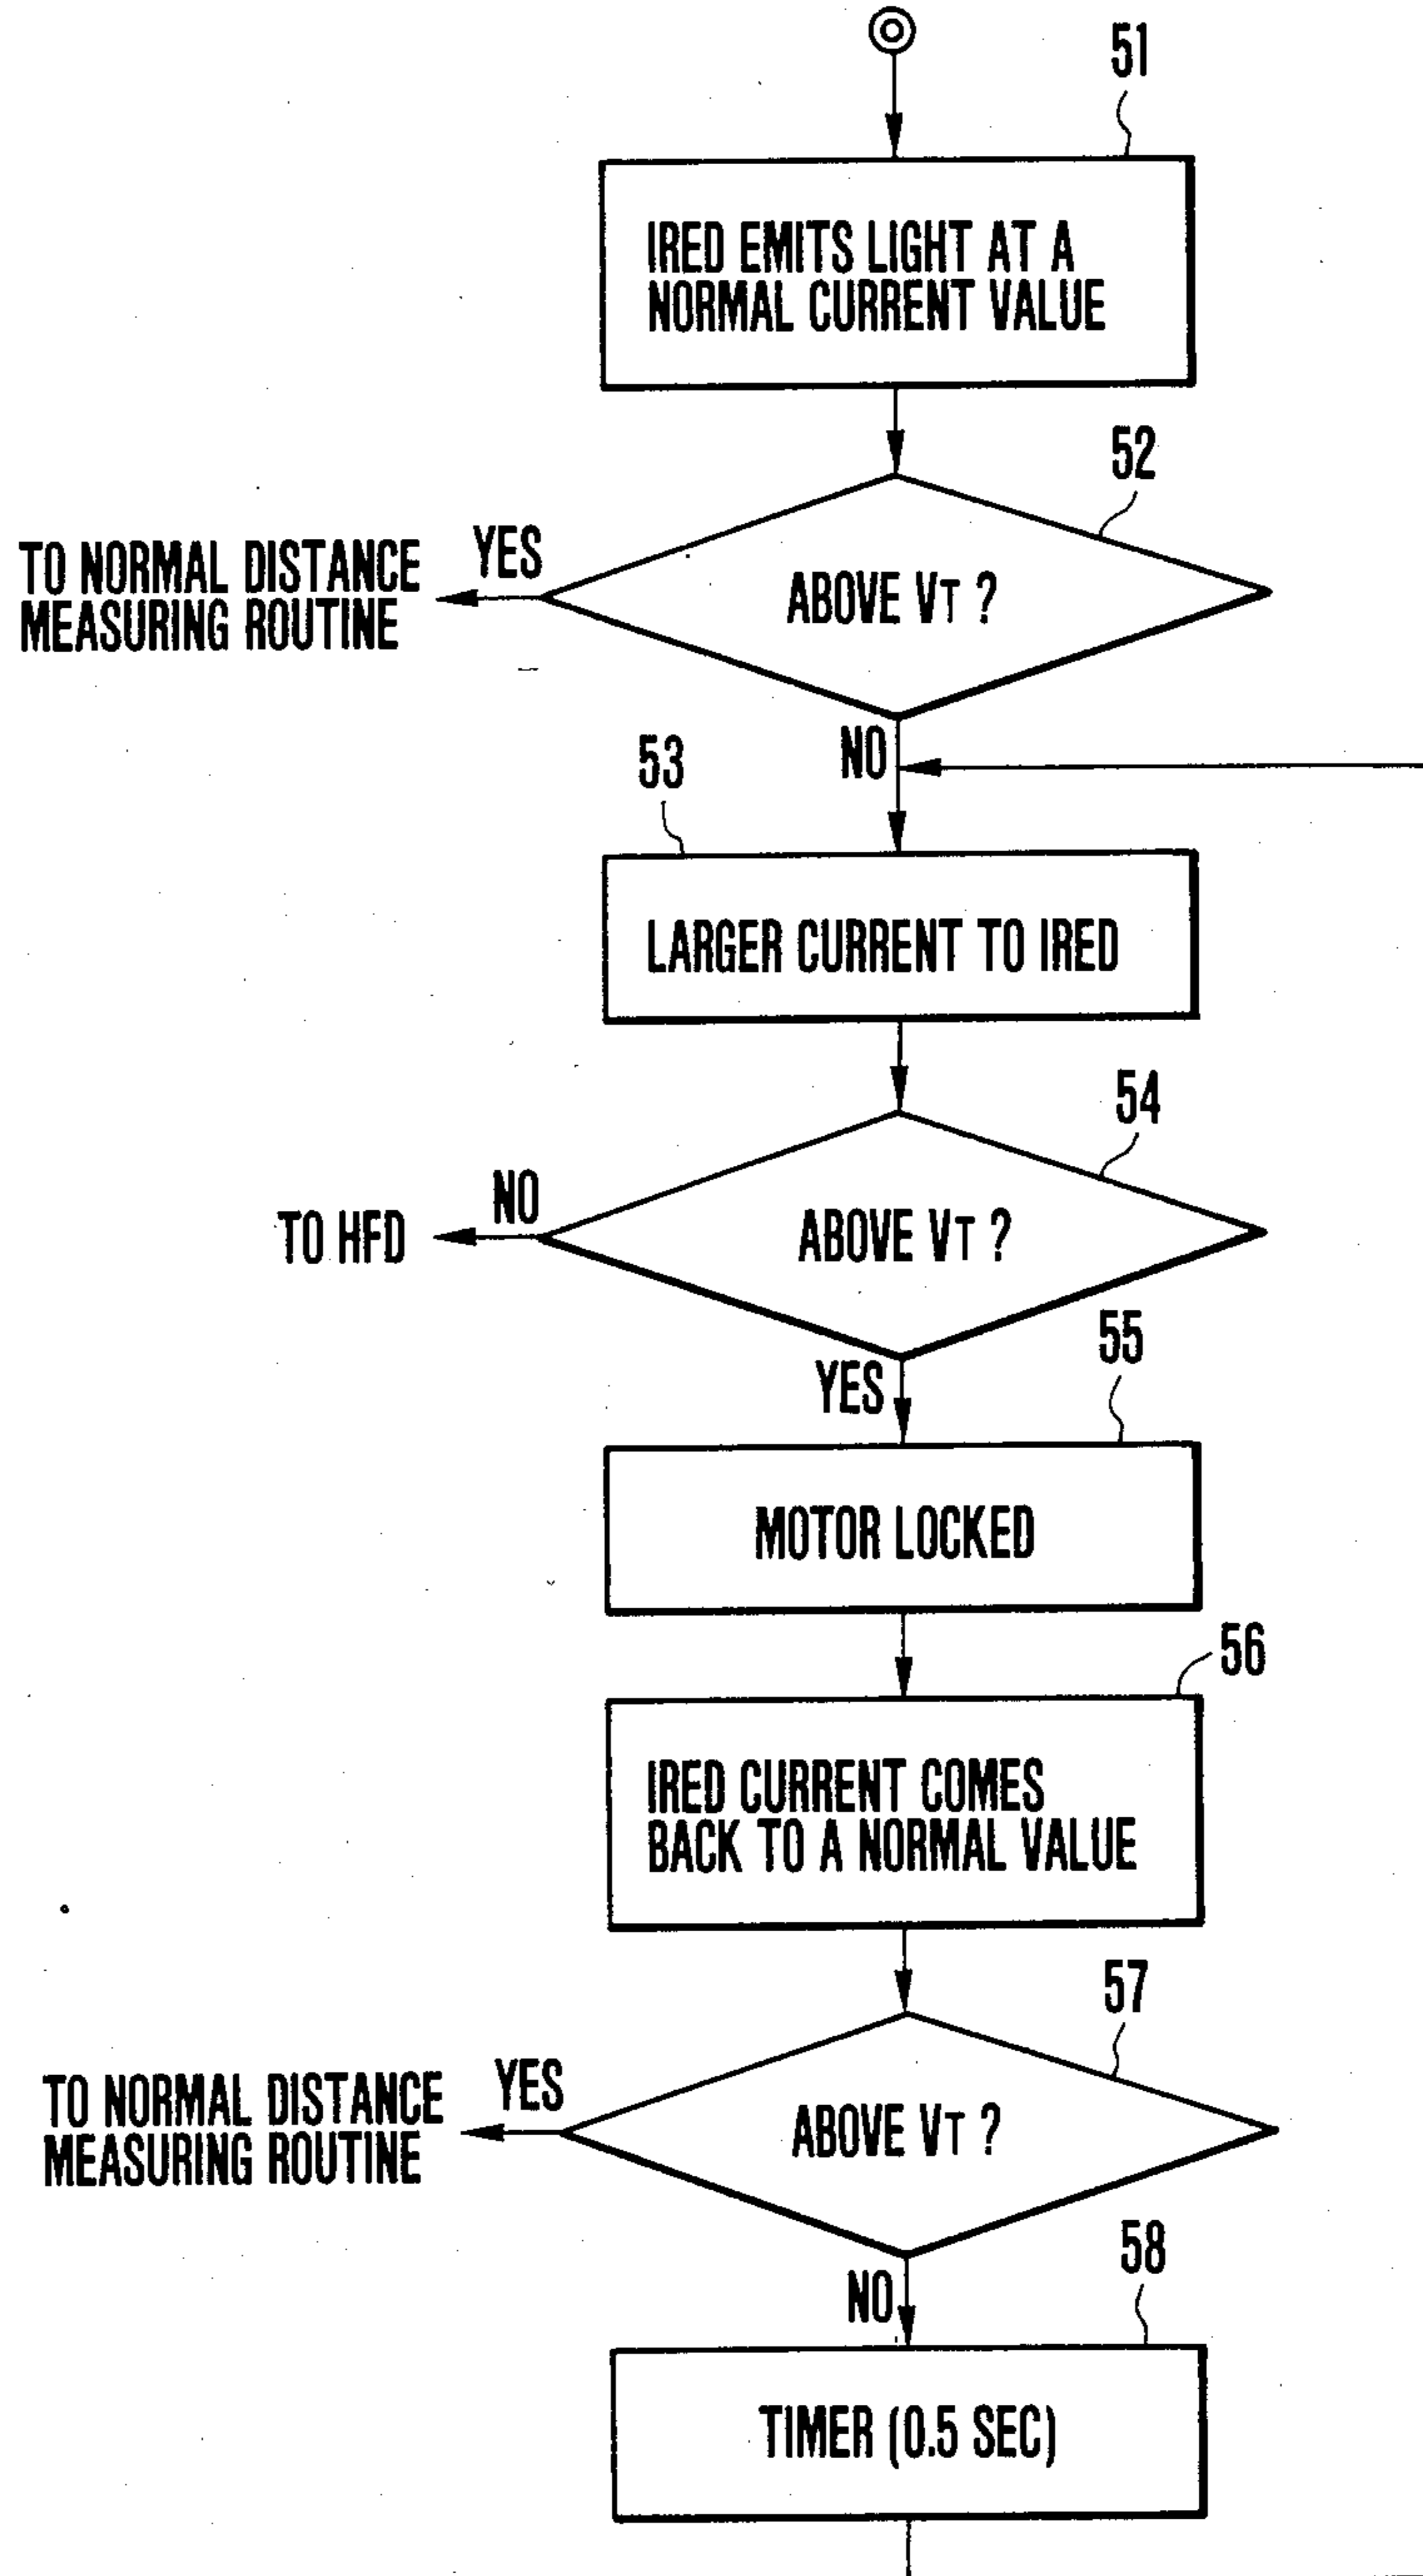 51
IRED EMITS LIGHT AT A
NORMAL CURRENT VALUE
52
YES
TO NORMAL DISTANCE
MEASURING ROUTINE
ABOVE VT ?
NO
53
LARGER CURRENT TO IRED
54
NO
TO HFD
ABOVE VT ?
55
YES
MOTOR LOCKED
56
IRED CURRENT COMES
BACK TO A NORMAL VALUE
57
YES
TO NORMAL DISTANCE
MEASURING ROUTINE
ABOVE VT ?
58
NO
TIMER (0.5 SEC)